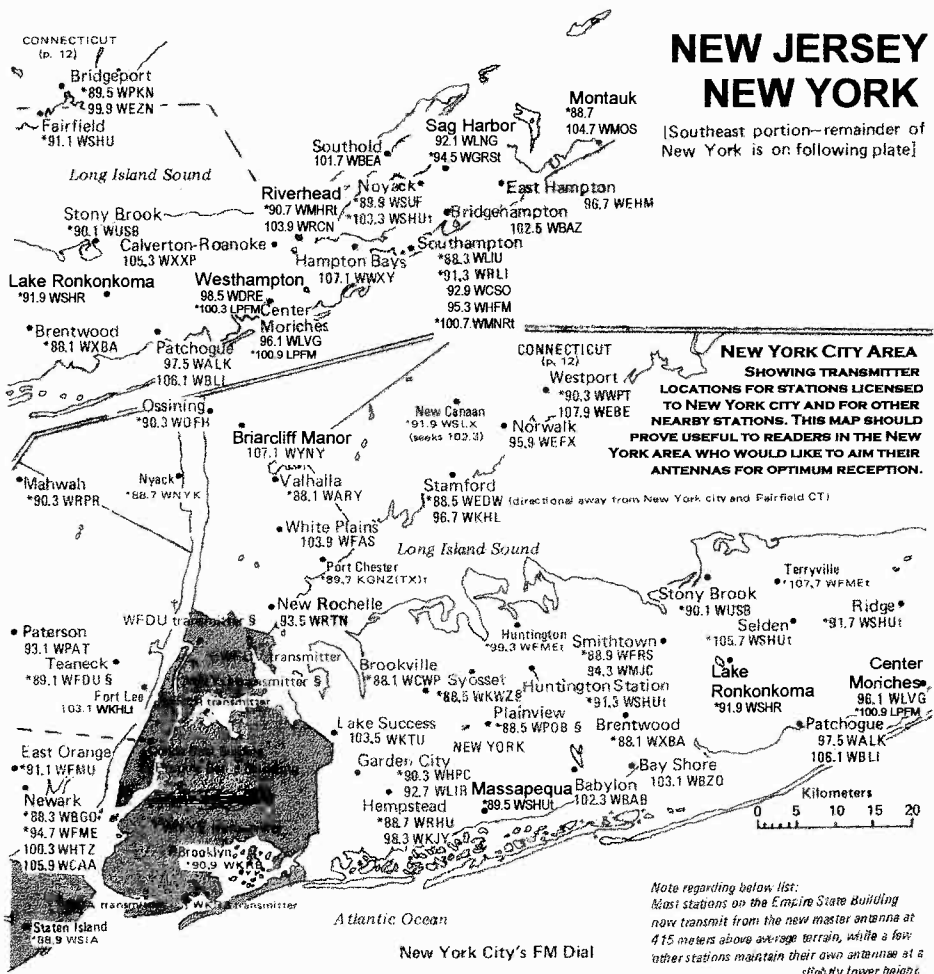 NEW JERSEY
NEW YORK
[Southeast portion–remainder of
New York is on following plate]
CONNECTICUT
(p. 12)
Bridgeport
*89.5 WPKN
99.9 WEZN
Fairfield
*91.1 WSHU
Long Island Sound
Montauk
*88.7
104.7 WMOS
Sag Harbor
92.1 WLNG
*94.5 WGRSt
Southold
101.7 WBEA
Noyack
*89.9 WSUF
*103.3 WSHUt
East Hampton
96.7 WEHM
Riverhead
*90.7 WMHRt
103.9 WRCN
Bridgehampton
102.5 WBAZ
Stony Brook
*90.1 WUSB
Calverton-Roanoke
105.3 WXXP
Hampton Bays
107.1 WWXY
Southampton
*88.3 WLIU
*91.3 WRLI
92.9 WCSO
95.3 WHFM
*100.7 WMNRt
Lake Ronkonkoma
*91.9 WSHR
Westhampton
98.5 WDRE
*100.3 LPFM
Center
Moriches
96.1 WLVG
*100.9 LPFM
Brentwood
*88.1 WXBA
Patchogue
97.5 WALK
106.1 WBLI
NEW YORK CITY AREA
SHOWING TRANSMITTER
LOCATIONS FOR STATIONS LICENSED
TO NEW YORK CITY AND FOR OTHER
NEARBY STATIONS. THIS MAP SHOULD
PROVE USEFUL TO READERS IN THE NEW
YORK AREA WHO WOULD LIKE TO AIM THEIR
ANTENNAS FOR OPTIMUM RECEPTION.
CONNECTICUT
(p. 12)
Westport
*90.3 WWPT
107.9 WEBE
Ossining
*90.3 WOFH
New Canaan
*91.9 WSLX
(seeks 102.3)
Norwalk
95.9 WEFX
Briarcliff Manor
107.1 WYNY
Mahwah
*90.3 WRPR
Nyack
*88.7 WNYK
Valhalla
*88.1 WARY
Stamford
*88.5 WEDW (directional away from New York city and Fairfield CT)
96.7 WKHL
White Plains
103.9 WFAS
Long Island Sound
Port Chester
*89.7 KGNZ(TX)t
New Rochelle
93.5 WRTN
Terryville
*107.7 WFMEt
Stony Brook
*90.1 WUSB
Ridge
*91.7 WSHUt
Selden
*105.7 WSHUt
WFDU transmitter §
Paterson
93.1 WPAT
Teaneck
*89.1 WFDU §
Fort Lee
103.1 WKHLt
transmitter
transmitter §
transmitter
Huntington
*99.3 WFMEt
Smithtown
*88.9 WFRS
94.3 WMJC
Brookville
*88.1 WCWP
Syosset
*88.5 WKWZ§
Huntington Station
*91.3 WSHUt
Lake
Ronkonkoma
*91.9 WSHR
Center
Moriches
96.1 WLVG
*100.9 LPFM
Plainview
*88.5 WPOB §
Brentwood
*88.1 WXBA
Patchogue
97.5 WALK
106.1 WBLI
Lake Success
103.5 WKTU
NEW YORK
East Orange
*91.1 WFMU
Garden City
*90.3 WHPC
92.7 WLIR
Bay Shore
103.1 WBZO
Newark
*88.3 WBGO
*94.7 WFME
100.3 WHTZ
105.9 WCAA
Hempstead
*88.7 WRHU
98.3 WKJY
Massapequa
*89.5 WSHUt
Babylon
102.3 WBAB
Kilometers
0 5 10 15 20
Brooklyn
*90.9 WKRB
transmitter
transmitter
Staten Island
*88.9 WSIA
Atlantic Ocean
New York City's FM Dial
Note regarding below list:
Most stations on the Empire State Building
now transmit from the new master antenna at
415 meters above average terrain, while a few
other stations maintain their own antennas at a
slightly lower height.